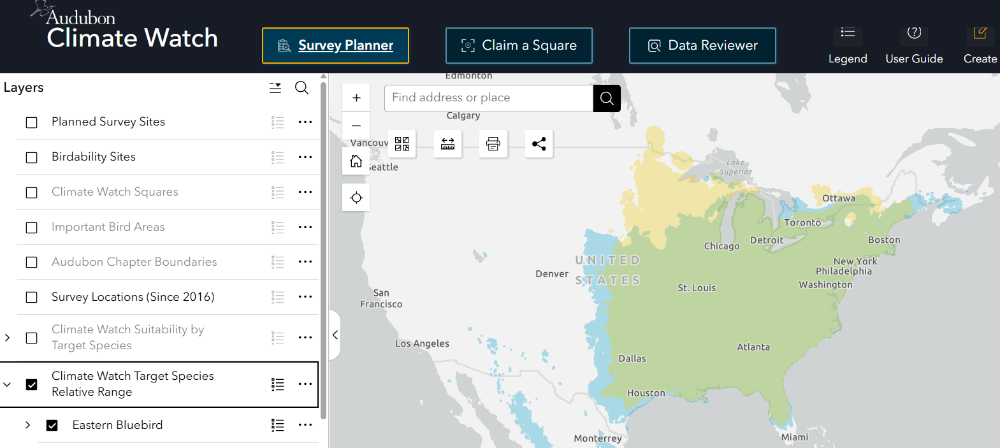 Audubon
Climate Watch
Survey Planner
Claim a Square
Data Reviewer
Legend
User Guide
Create
Layers
Planned Survey Sites
Birdability Sites
Climate Watch Squares
Important Bird Areas
Audubon Chapter Boundaries
Survey Locations (Since 2016)
Climate Watch Suitability by
Target Species
Climate Watch Target Species
Relative Range
Eastern Bluebird
Edmonton
Find address or place
Calgary
Vancouv
Seattle
Lake
Superior
Ottawa
Toronto
Detroit
Chicago
Boston
UNITED
STATES
New York
Philadelphia
Washington
Denver
St. Louis
San
Francisco
Los Angeles
Atlanta
Dallas
Houston
Monterrey
Miami